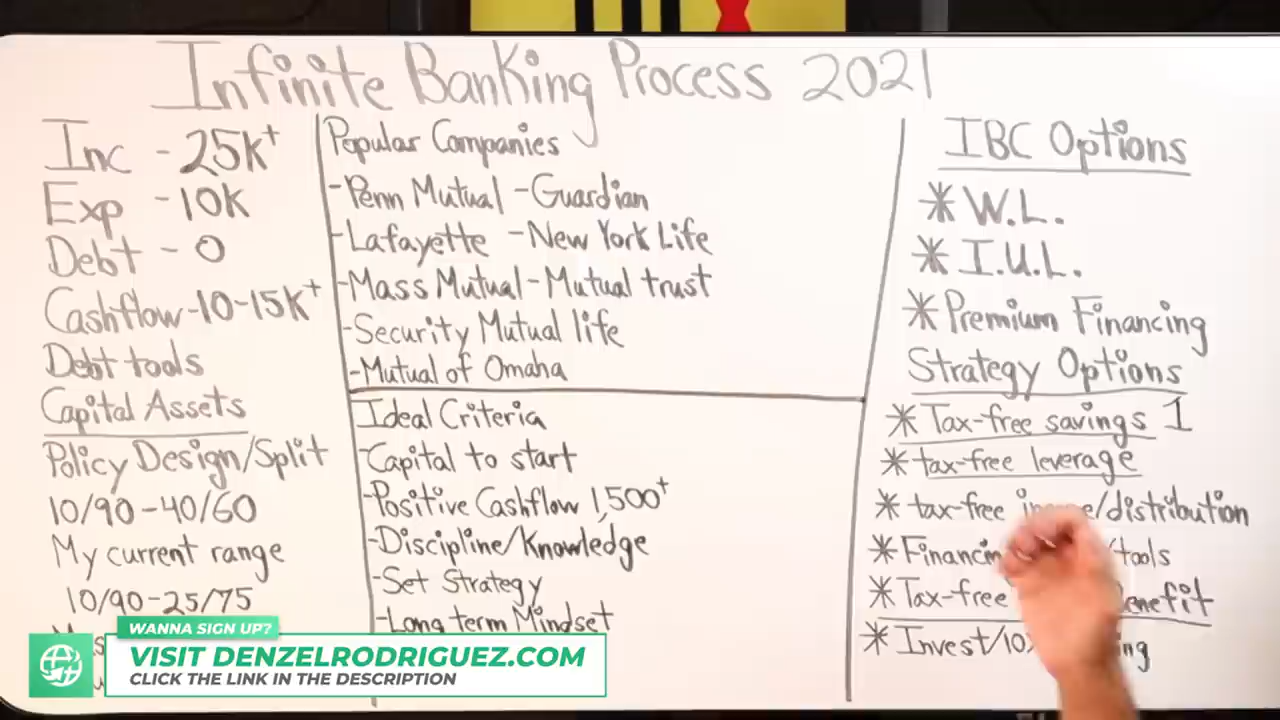 Infinite Banking Process 2021
Inc - 25K+
Exp - 10K
Debt - 0
Cashflow-10-15K+
Debt tools
Capital Assets
Policy Design/Split
10/90-40/60
My current range
10/90-25/75
Popular Companies
-Penn Mutual -Guardian
-Lafayette -New York Life
-Mass Mutual-Mutual trust
-Security Mutual life
-Mutual of Omaha
Ideal Criteria
-Capital to start
-Positive Cashflow 1,500+
-Discipline/Knowledge
-Set Strategy
-Long term Mindset
IBC Options
* W.L.
* I.U.L.
* Premium Financing
Strategy Options
* Tax-free savings 1
* tax-free leverage
* tax-free /distribution
* /tools
* Tax-free
* Invest/
WANNA SIGN UP?
VISIT DENZELRODRIGUEZ.COM
CLICK THE LINK IN THE DESCRIPTION